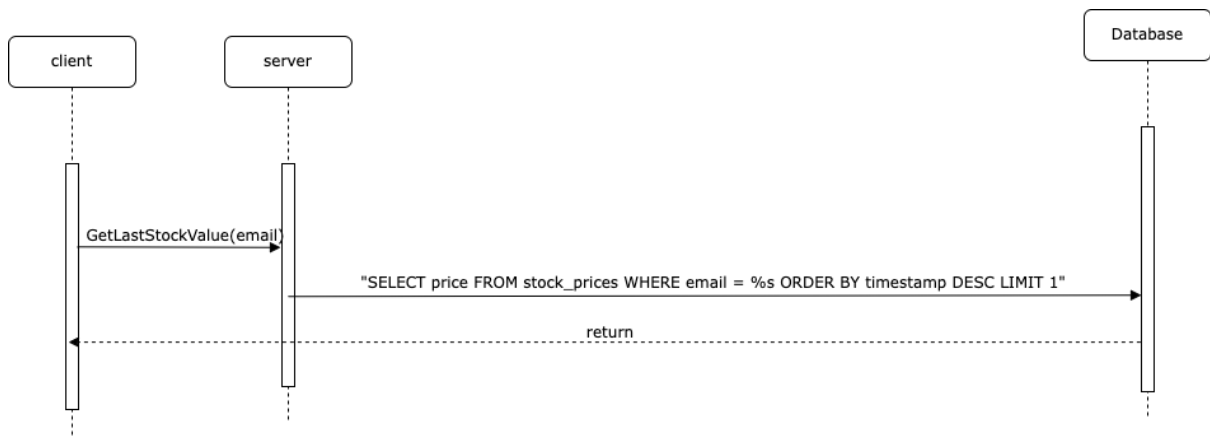 client
server
Database
GetLastStockValue(email)
"SELECT price FROM stock_prices WHERE email = %s ORDER BY timestamp DESC LIMIT 1"
return